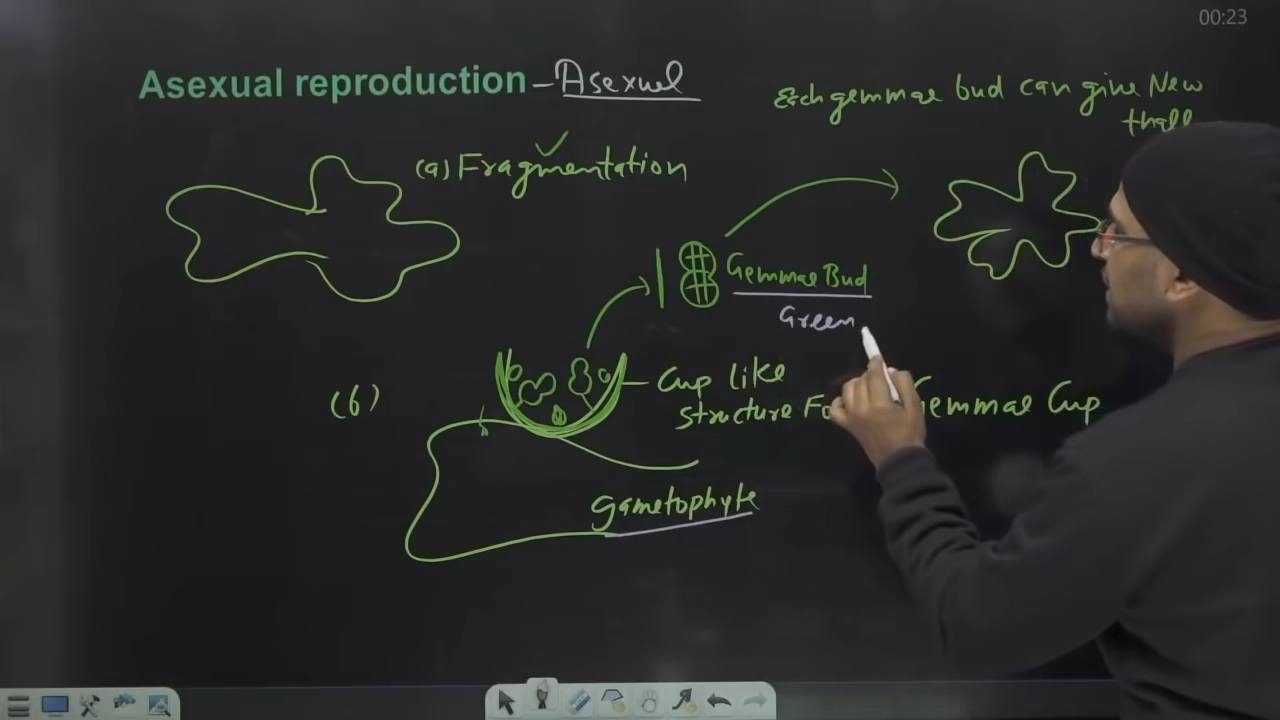 00:23
Asexual reproduction - Asexual
Each gemmae bud can give New
thall
(a) Fragmentation
Gemmae Bud
Green
(b)
Cup like
structure Fo Gemmae Cup
gametophyte